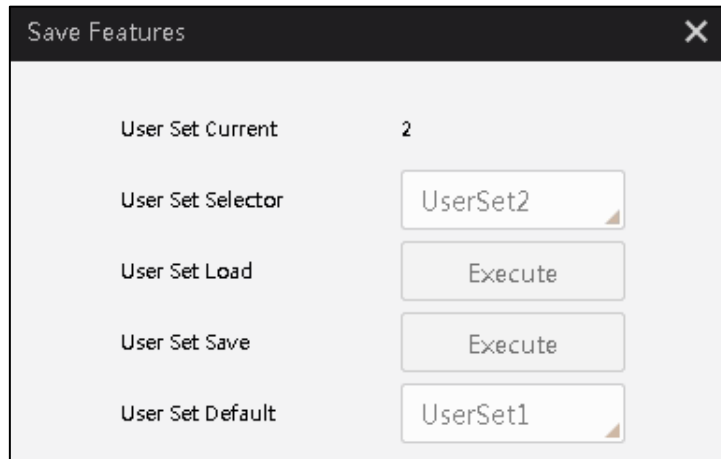 Save Features
User Set Current 2
User Set Selector UserSet2
User Set Load Execute
User Set Save Execute
User Set Default UserSet1